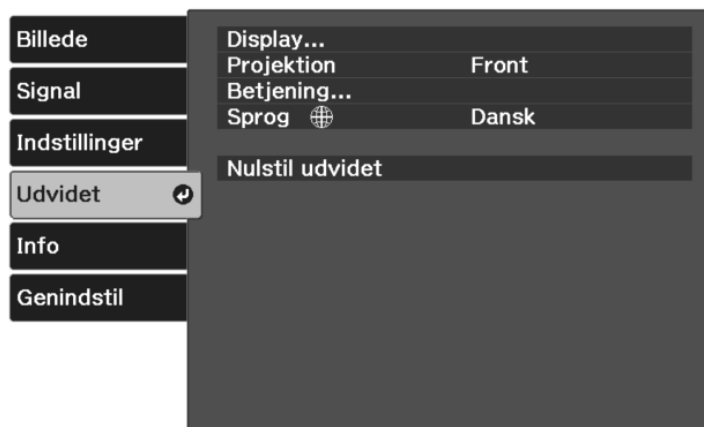 Billede
Signal
Indstillinger
Udvidet
Info
Genindstil
Display...
Projektion Front
Betjening...
Sprog Dansk
Nulstil udvidet